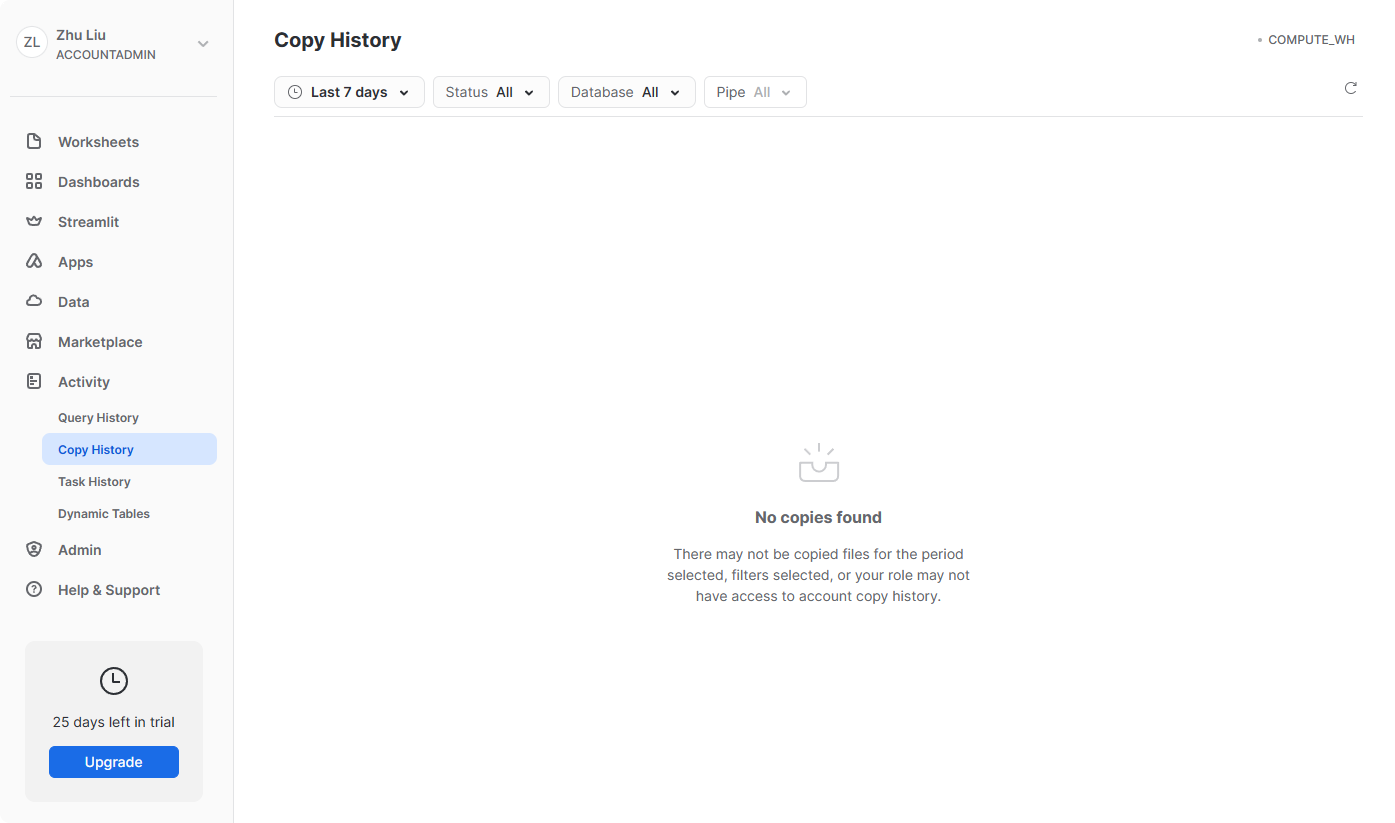 ZL
Zhu Liu
ACCOUNTADMIN
Worksheets
Dashboards
Streamlit
Apps
Data
Marketplace
Activity
Query History
Copy History
Task History
Dynamic Tables
Admin
Help & Support
25 days left in trial
Upgrade
Copy History
COMPUTE_WH
Last 7 days
Status All
Database All
Pipe All
No copies found
There may not be copied files for the period
selected, filters selected, or your role may not
have access to account copy history.